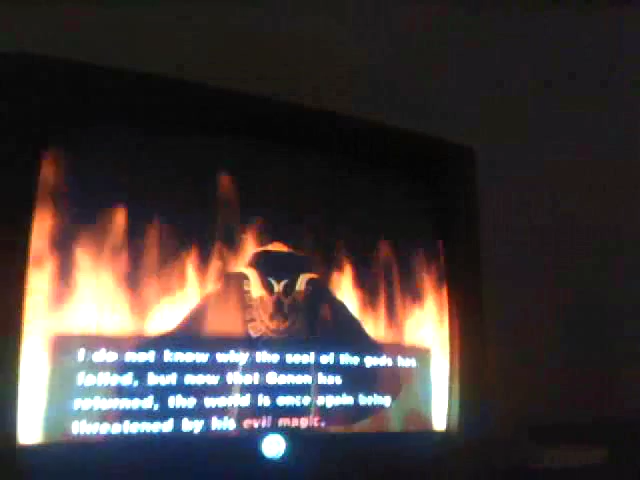 I do not know why the seal of the gods has
failed, but now that Ganon has
returned, the world is once again being
threatened by his evil magic.